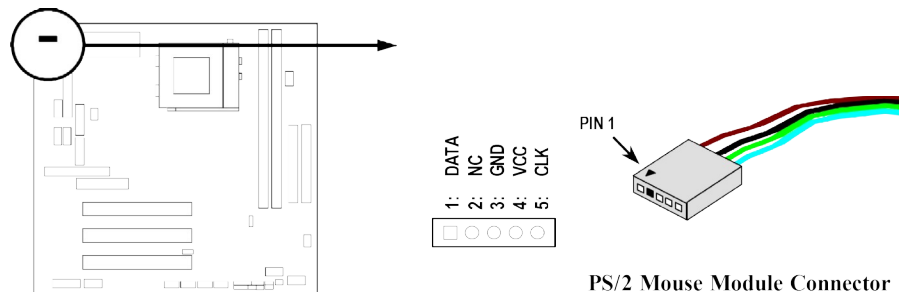 1: DATA
2: NC
3: GND
4: VCC
5: CLK
PIN 1
PS/2 Mouse Module Connector